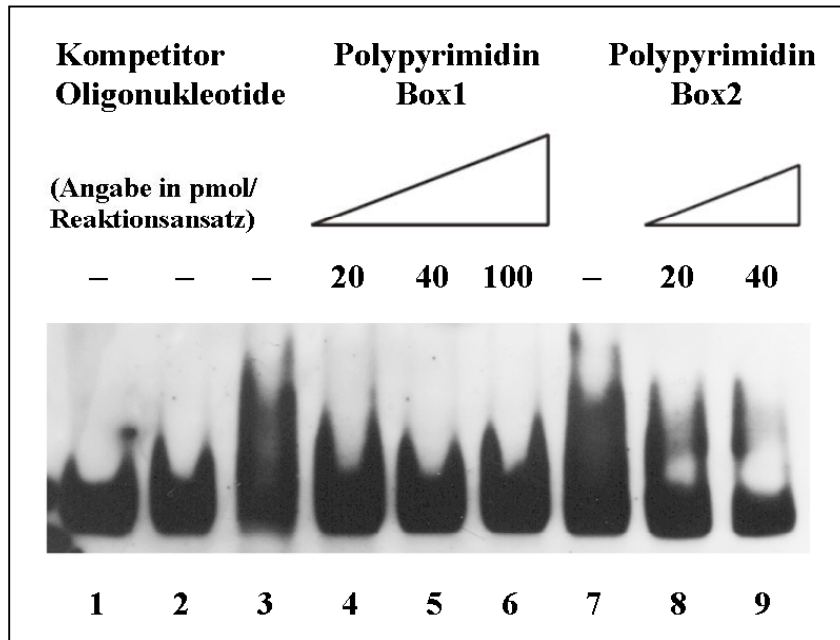 Kompetitor
Oligonukleotide
Polypyrimidin
Box1
Polypyrimidin
Box2
(Angabe in pmol/
Reaktionsansatz)
– – – 20 40 100 – 20 40
1 2 3 4 5 6 7 8 9